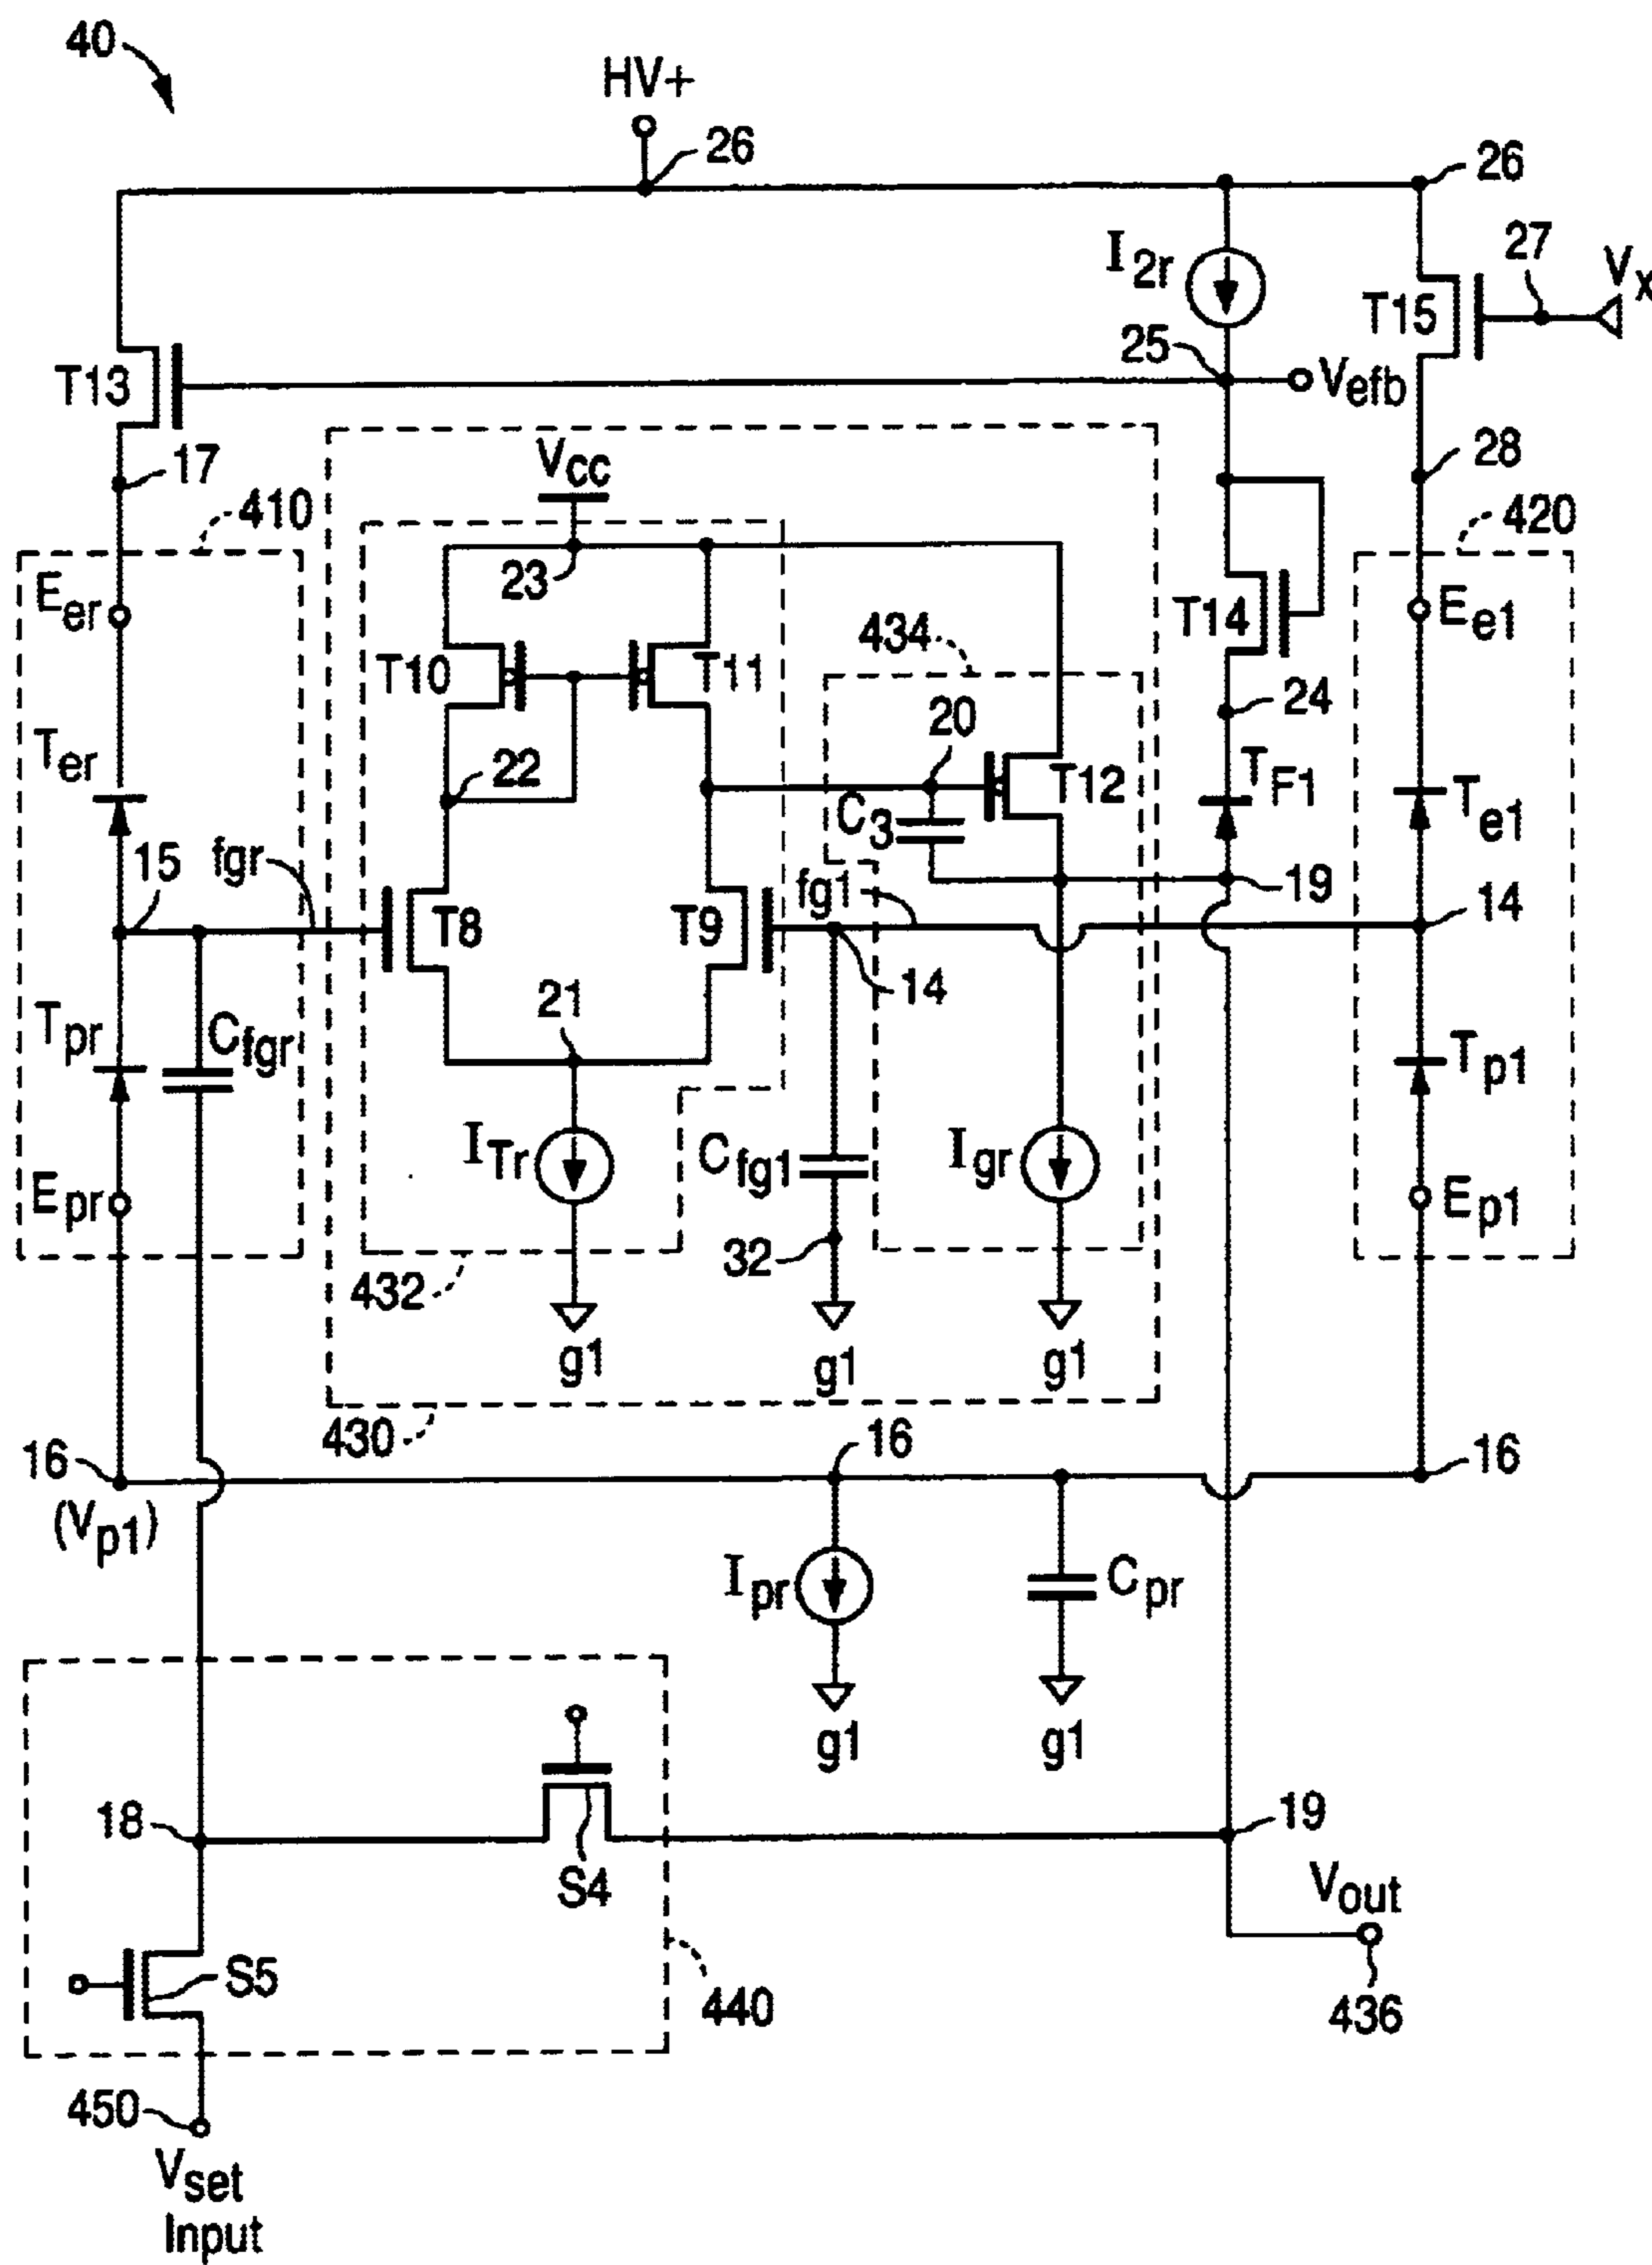 40
HV+
26
26
I2r
27
Vx
T15
25
Vefb
T13
17
28
Vcc
410
420
23
Eer
Ee1
T14
434
T10
T11
24
20
Ter
22
T12
TF1
Te1
C3
15
fgr
19
fg1
14
T8
T9
14
21
Tpr
Cfgr
Tp1
ITr
Cfg1
Igr
Epr
Ep1
32
432
g1
g1
g1
430
16
16
16
(Vp1)
Ipr
Cpr
g1
g1
18
19
S4
Vout
S5
440
436
450
Vset
Input